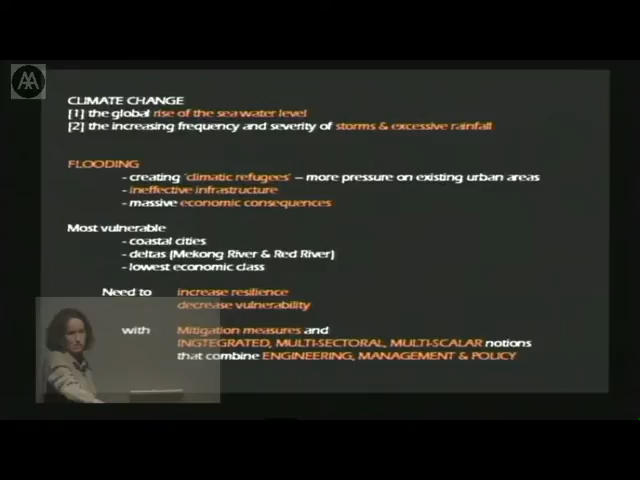 AA
CLIMATE CHANGE
[1] the global rise of the sea water level
[2] the increasing frequency and severity of storms & excessive rainfall
FLOODING
- creating 'climatic refugees' – more pressure on existing urban areas
- ineffective infrastructure
- massive economic consequences
Most vulnerable
- coastal cities
- deltas (Mekong River & Red River)
- lowest economic class
Need to increase resilience
decrease vulnerability
with Mitigation measures and
INGTEGRATED, MULTI-SECTORAL, MULTI-SCALAR notions
that combine ENGINEERING, MANAGEMENT & POLICY